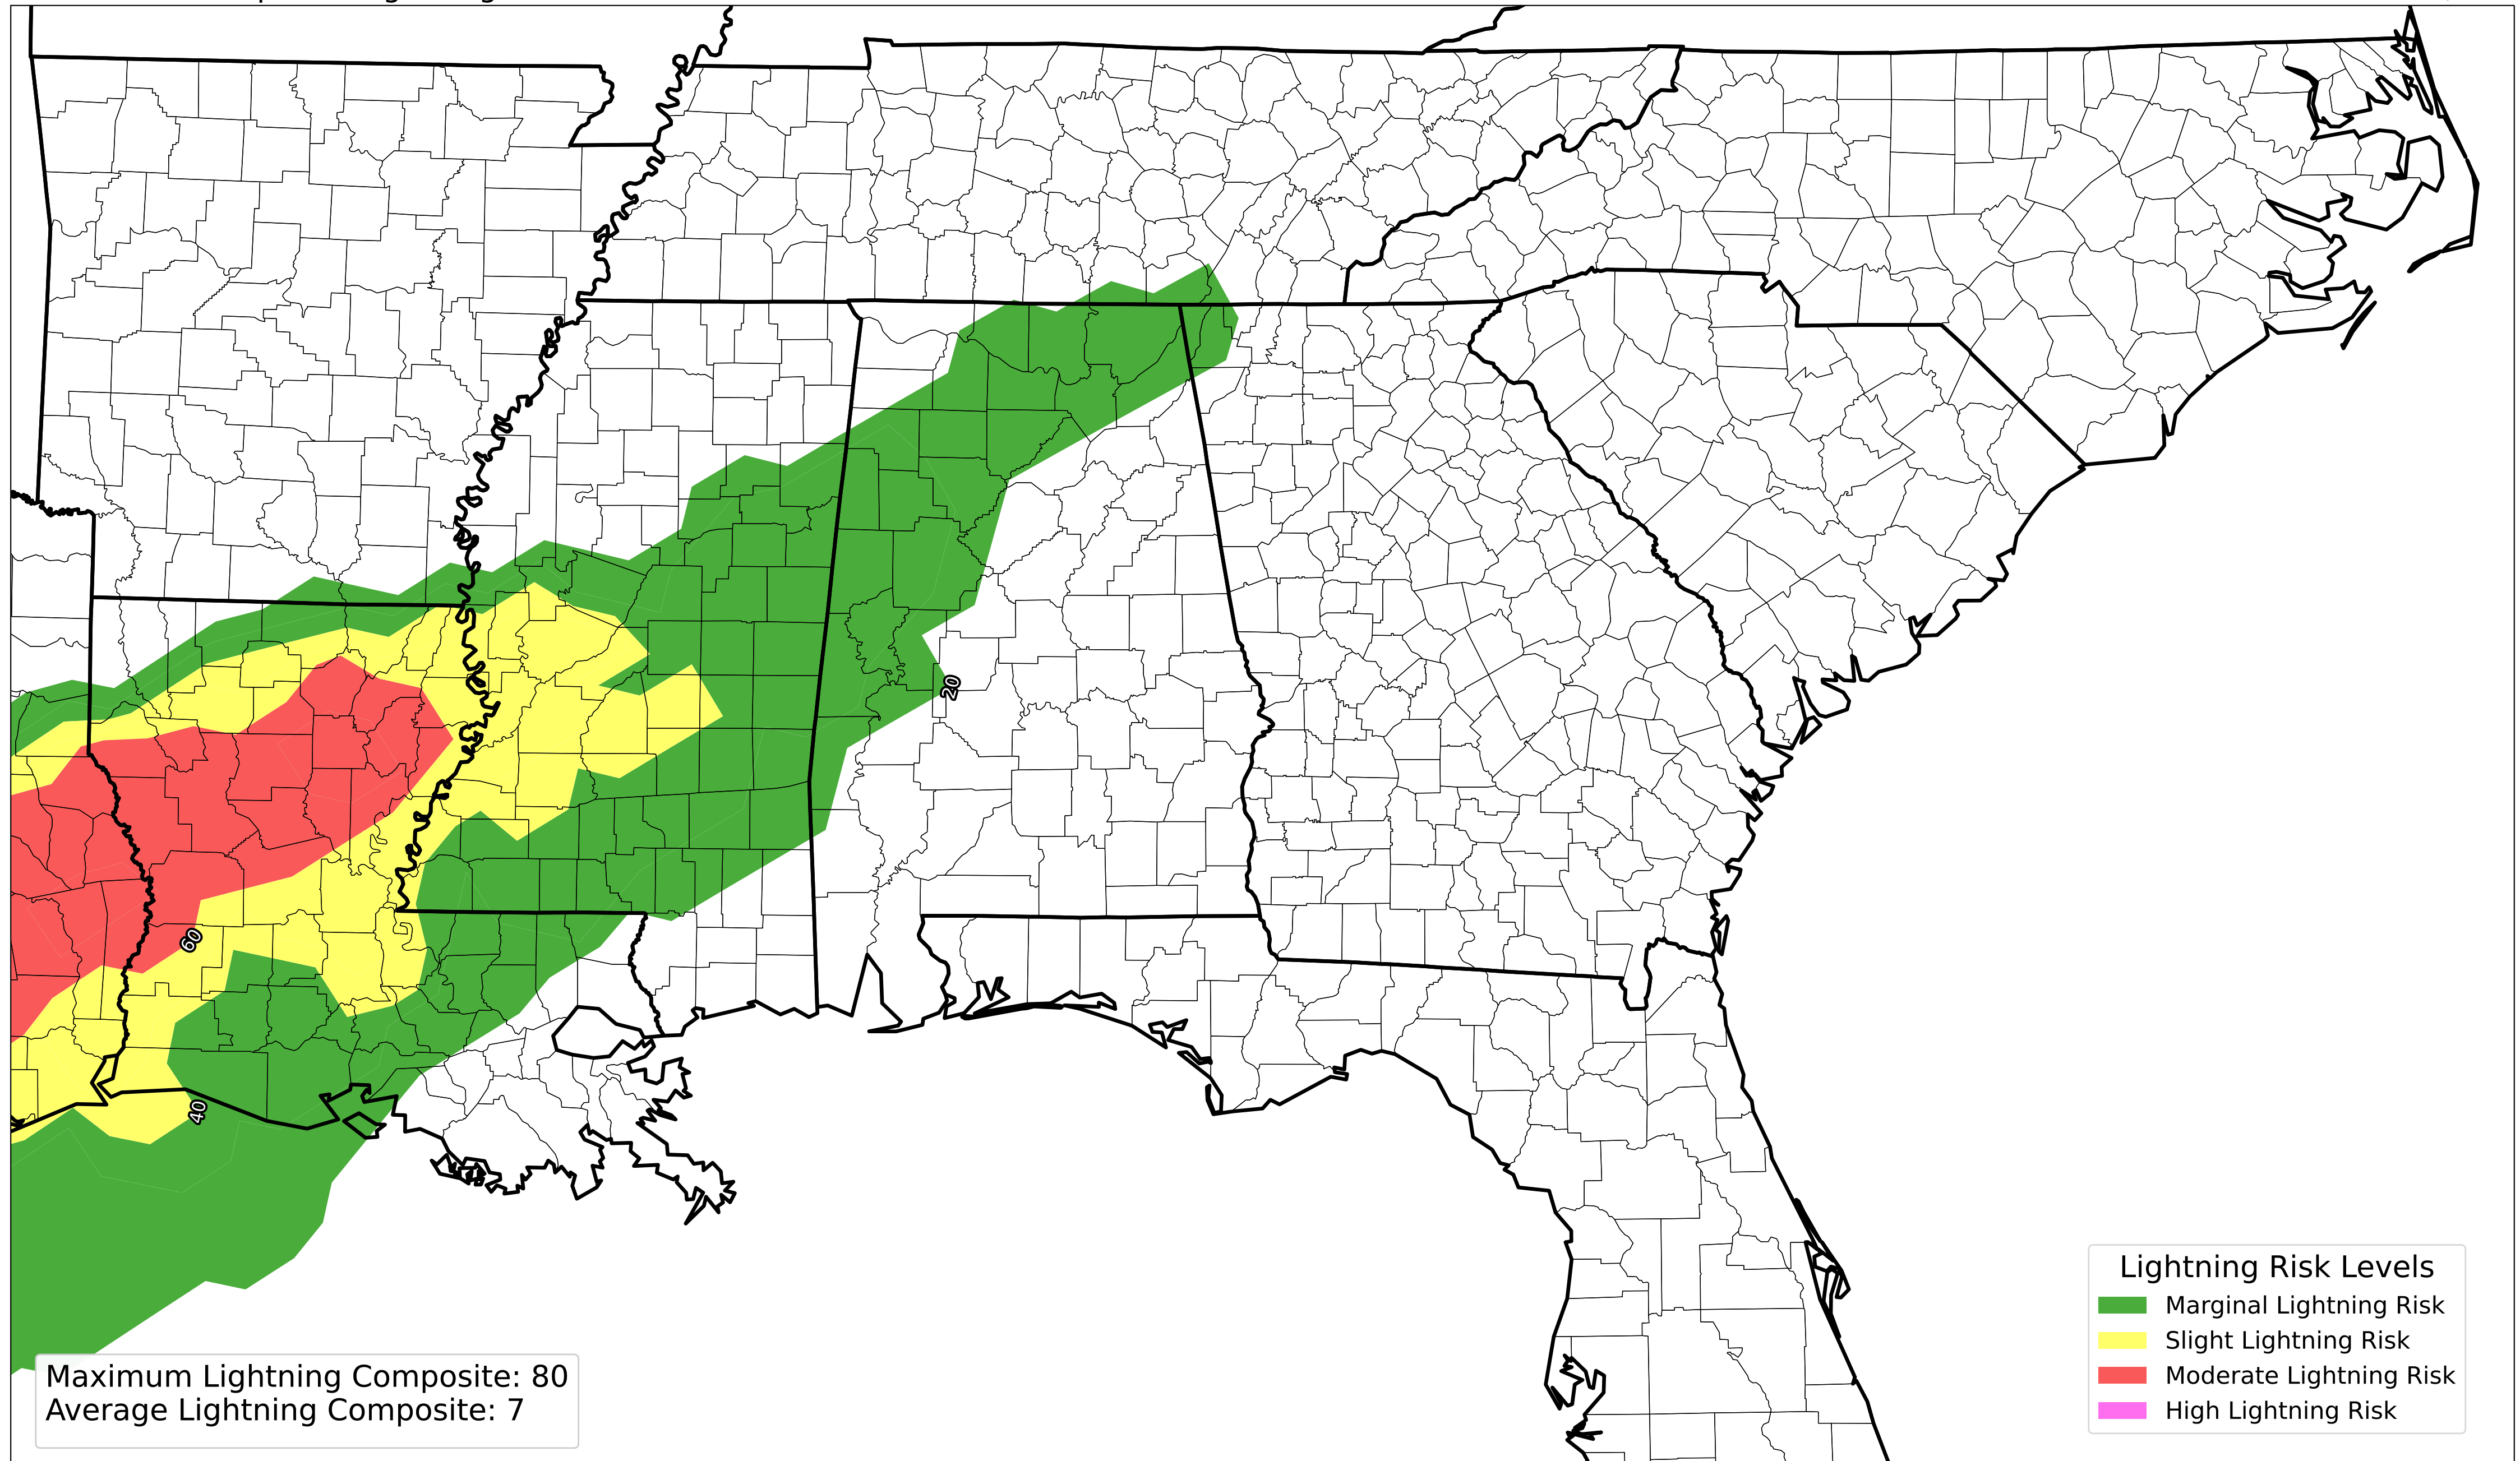 20
60
40
Lightning Risk Levels
Marginal Lightning Risk
Slight Lightning Risk
Moderate Lightning Risk
High Lightning Risk
Maximum Lightning Composite: 80
Average Lightning Composite: 7